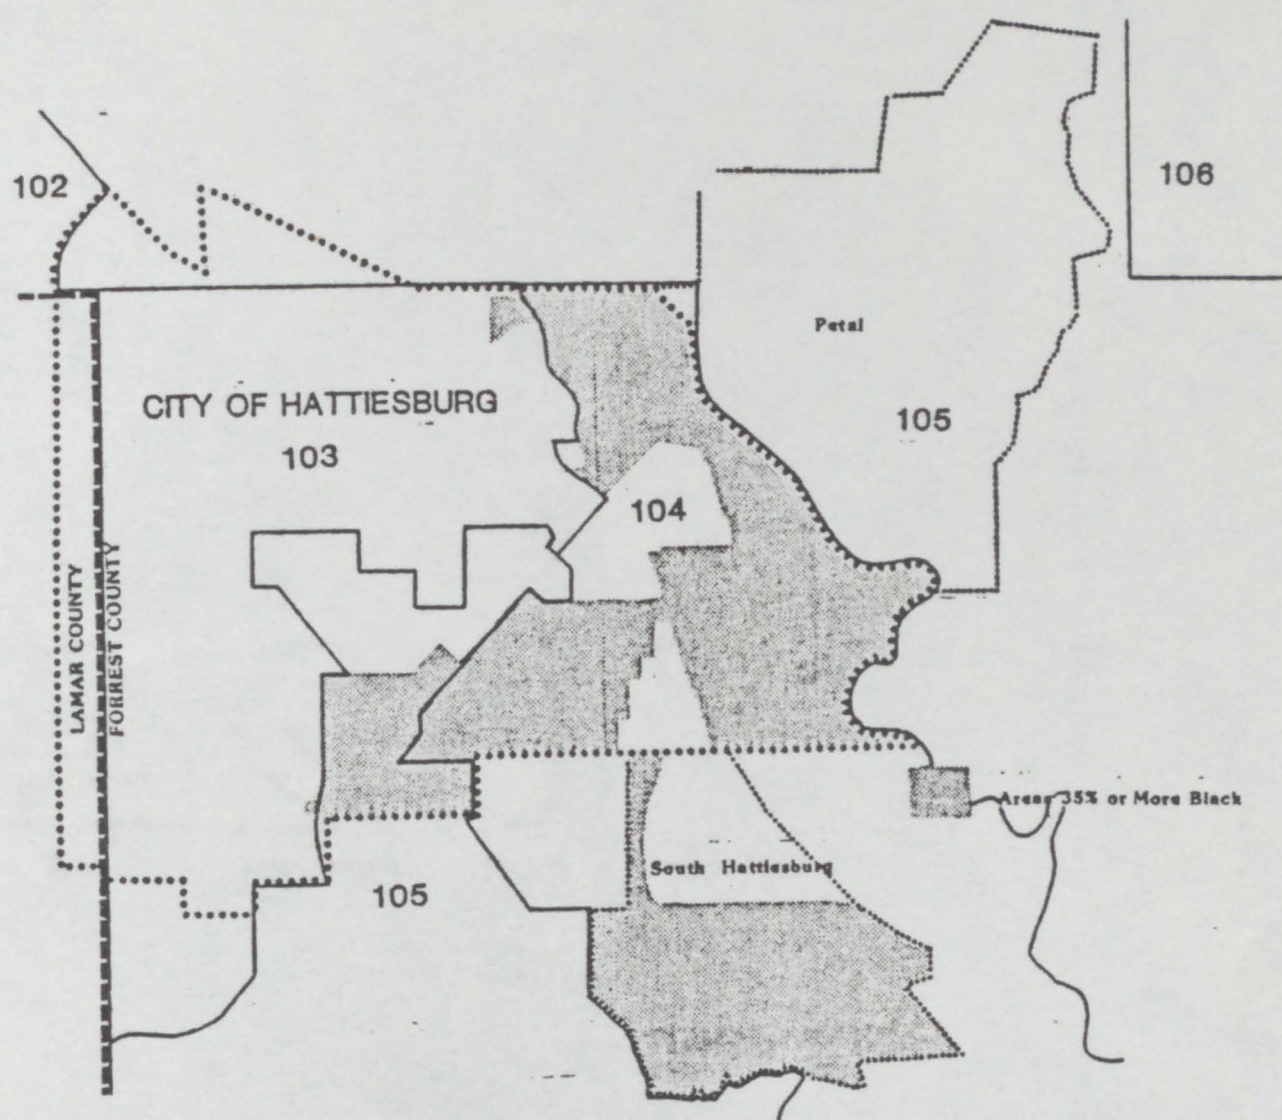 102
106
Petal
CITY OF HATTIESBURG
105
103
104
LAMAR COUNTY
FORREST COUNTY
Areas 35% or More Black
South Hattiesburg
105